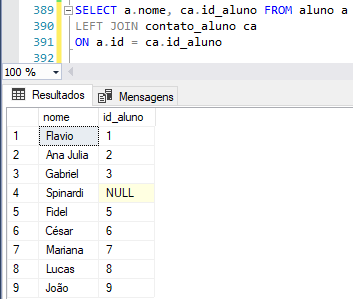 389 SELECT a.nome, ca.id_aluno FROM aluno a
390 LEFT JOIN contato_aluno ca
391 ON a.id = ca.id_aluno
392
100 %
Resultados Mensagens
nome id_aluno
1 Flavio 1
2 Ana Julia 2
3 Gabriel 3
4 Spinardi NULL
5 Fidel 5
6 César 6
7 Mariana 7
8 Lucas 8
9 João 9